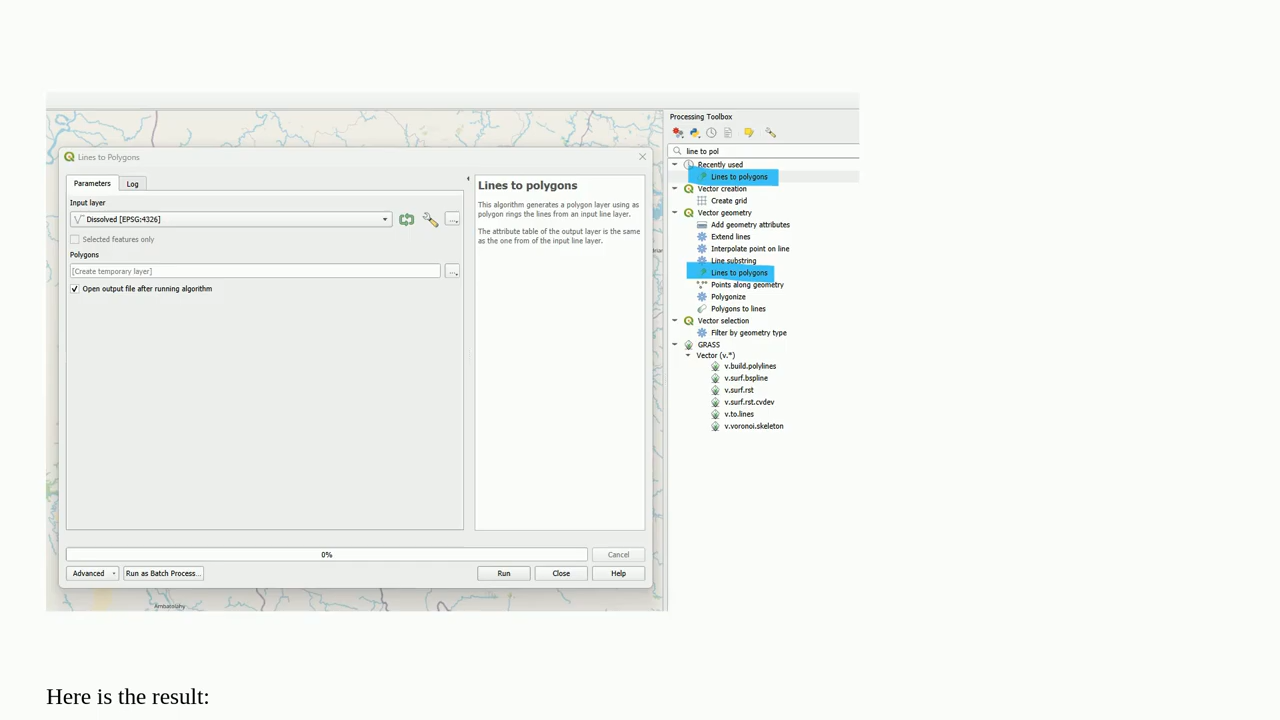 Processing Toolbox
line to pol
Lines to Polygons
Parameters
Log
Input layer
Dissolved [EPSG:4326]
...
Selected features only
Polygons
[Create temporary layer]
...
Open output file after running algorithm
Lines to polygons
This algorithm generates a polygon layer using as
polygon rings the lines from an input line layer.
The attribute table of the output layer is the same
as the one from of the input line layer.
0%
Cancel
Advanced
Run as Batch Process...
Run
Close
Help
Recently used
Lines to polygons
Vector creation
Create grid
Vector geometry
Add geometry attributes
Extend lines
Interpolate point on line
Line substring
Lines to polygons
Points along geometry
Polygonize
Polygons to lines
Vector selection
Filter by geometry type
GRASS
Vector (v.*)
v.build.polylines
v.surf.bspline
v.surf.rst
v.surf.rst.cvdev
v.to.lines
v.voronoi.skeleton
Here is the result: